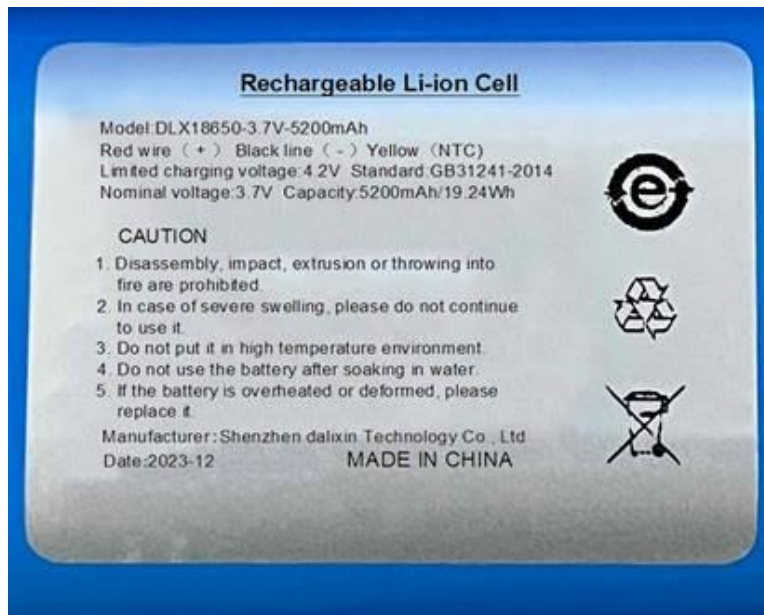 Rechargeable Li-ion Cell
Model:DLX18650-3.7V-5200mAh
Red wire（+）Black line（-）Yellow（NTC)
Limited charging voltage:4.2V Standard:GB31241-2014
Nominal voltage:3.7V Capacity:5200mAh/19.24Wh
CAUTION
1. Disassembly, impact, extrusion or throwing into
fire are prohibited.
2. In case of severe swelling, please do not continue
to use it.
3. Do not put it in high temperature environment.
4. Do not use the battery after soaking in water.
5. If the battery is overheated or deformed, please
replace it.
Manufacturer:Shenzhen dalixin Technology Co., Ltd
Date:2023-12 MADE IN CHINA
e